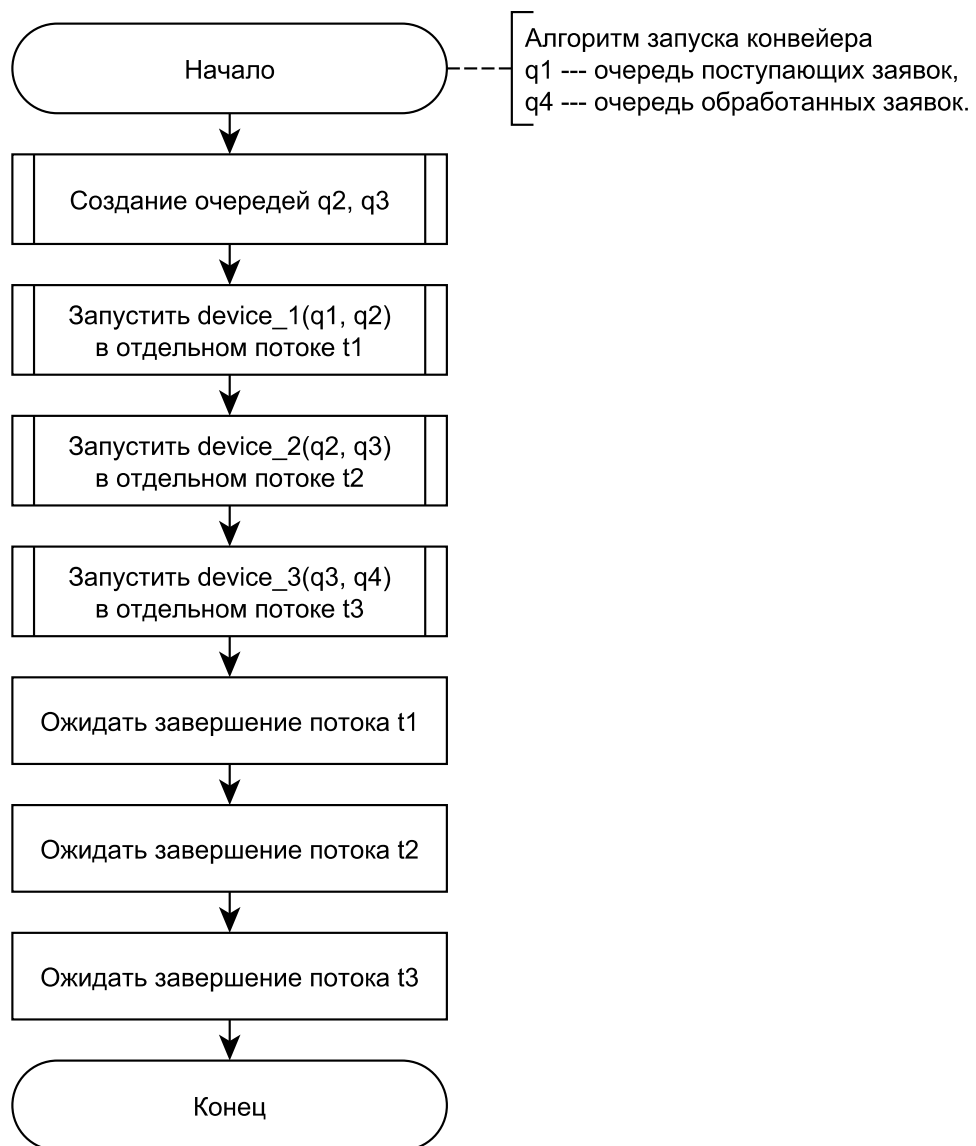 Начало
Алгоритм запуска конвейера
q1 --- очередь поступающих заявок,
q4 --- очередь обработанных заявок.
Создание очередей q2, q3
Запустить device_1(q1, q2)
в отдельном потоке t1
Запустить device_2(q2, q3)
в отдельном потоке t2
Запустить device_3(q3, q4)
в отдельном потоке t3
Ожидать завершение потока t1
Ожидать завершение потока t2
Ожидать завершение потока t3
Конец